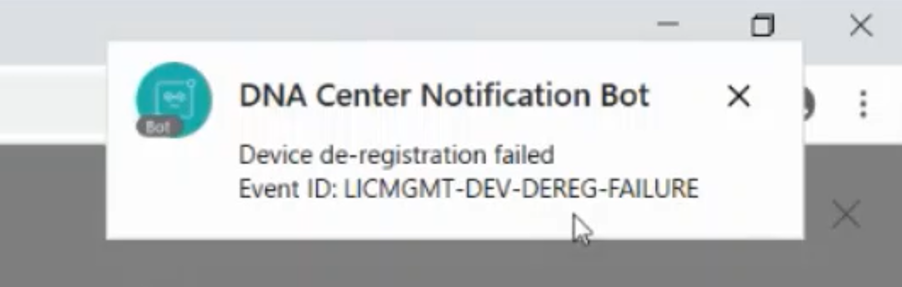 DNA Center Notification Bot
Bot
Device de-registration failed
Event ID: LICMGMT-DEV-DEREG-FAILURE